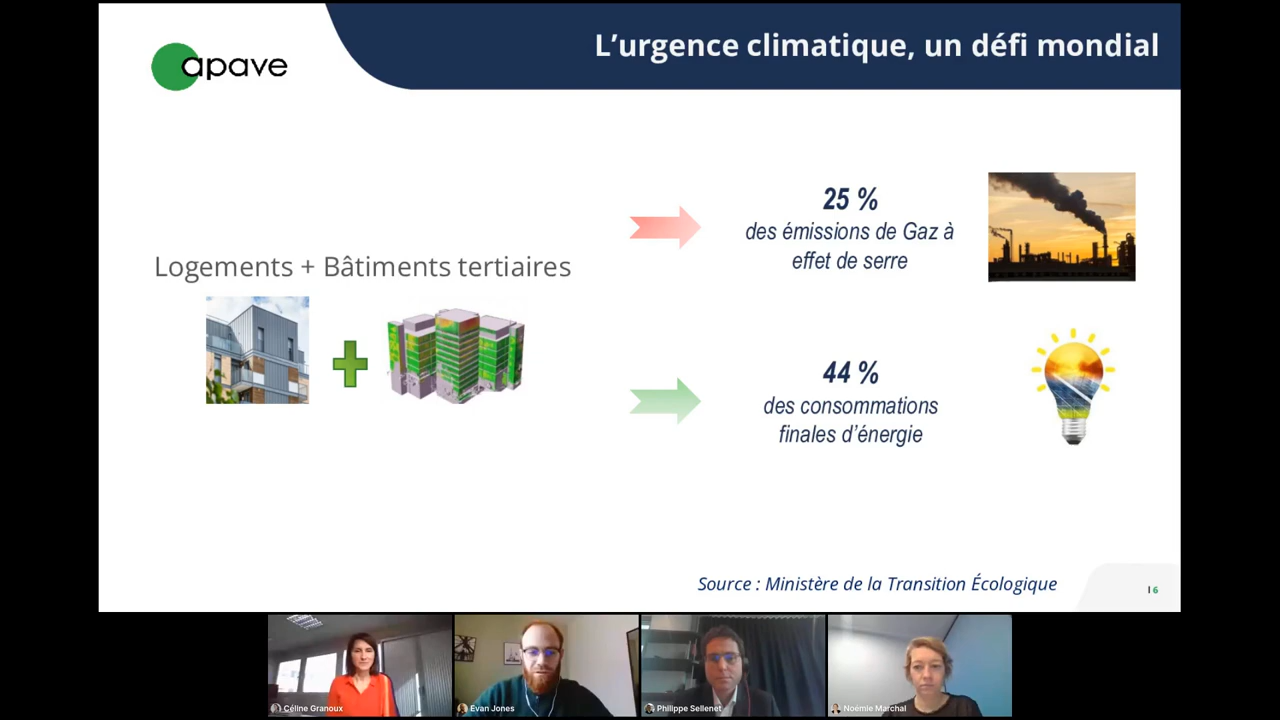 apave
L'urgence climatique, un défi mondial
Logements + Bâtiments tertiaires
25 %
des émissions de Gaz à
effet de serre
44 %
des consommations
finales d'énergie
Source : Ministère de la Transition Écologique
I 6
Céline Granoux
Evan Jones
Philippe Sellenet
Noémie Marchal